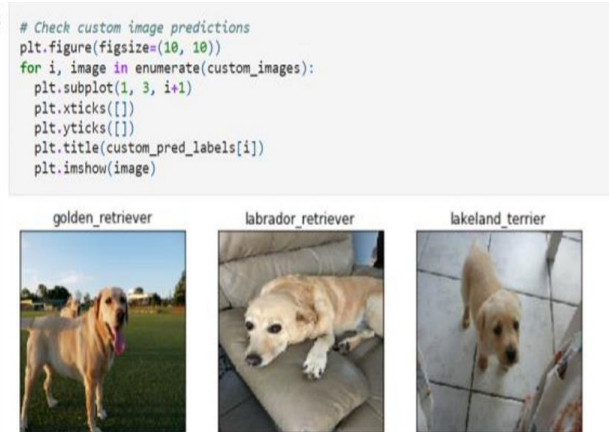 # Check custom image predictions
plt.figure(figsize=(10, 10))
for i, image in enumerate(custom_images):
  plt.subplot(1, 3, i+1)
  plt.xticks([])
  plt.yticks([])
  plt.title(custom_pred_labels[i])
  plt.imshow(image)
golden_retriever labrador_retriever lakeland_terrier